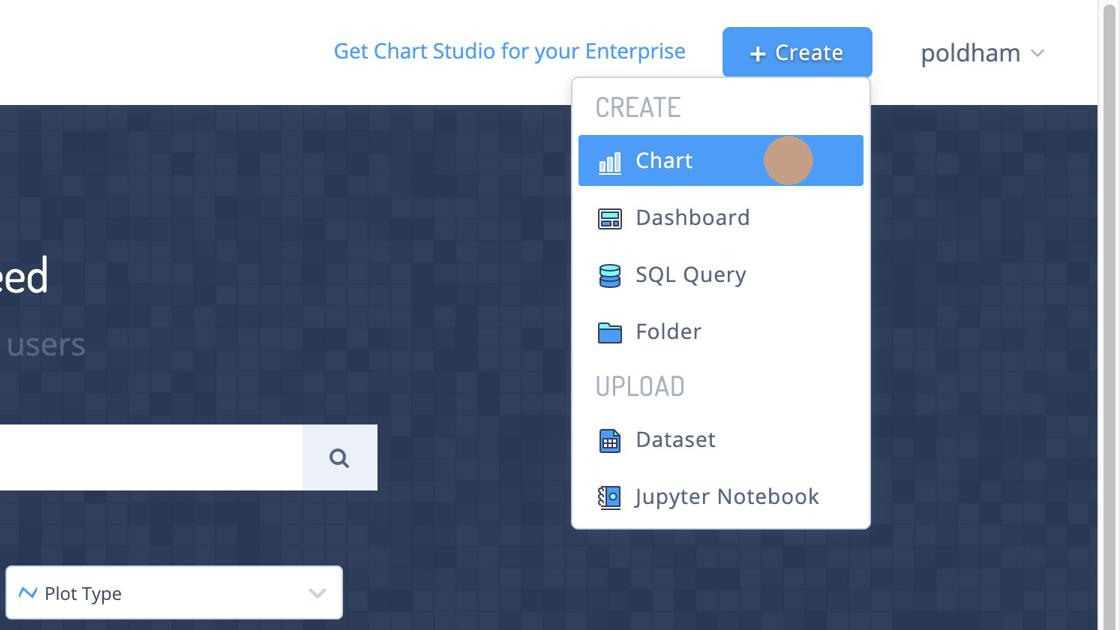 Get Chart Studio for your Enterprise
+ Create
poldham
CREATE
Chart
Dashboard
eed
SQL Query
Folder
users
UPLOAD
Dataset
Jupyter Notebook
Plot Type